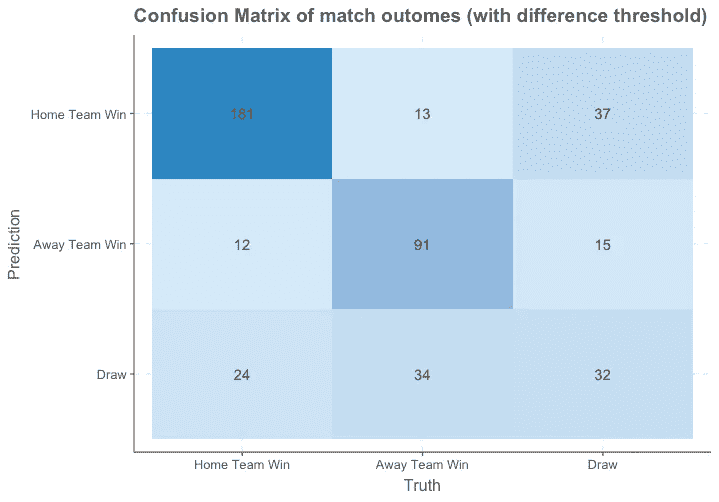 Confusion Matrix of match outomes (with difference threshold)
Home Team Win
181
13
37
Prediction
Away Team Win
12
91
15
Draw
24
34
32
Home Team Win
Away Team Win
Draw
Truth